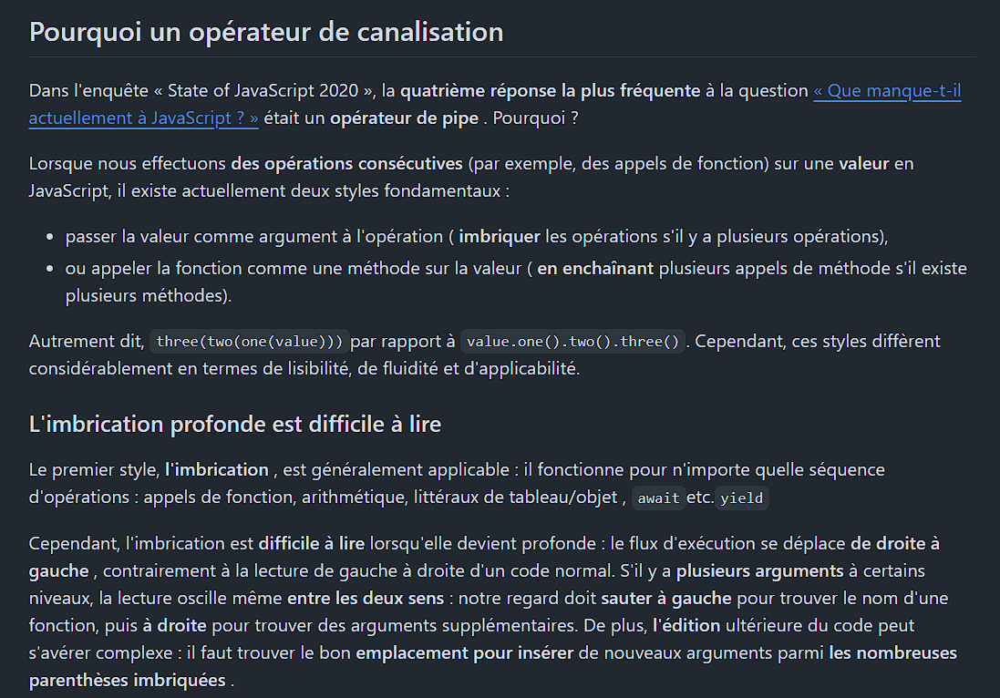 Pourquoi un opérateur de canalisation
Dans l'enquête « State of JavaScript 2020 », la quatrième réponse la plus fréquente à la question « Que manque-t-il
actuellement à JavaScript ? » était un opérateur de pipe . Pourquoi ?
Lorsque nous effectuons des opérations consécutives (par exemple, des appels de fonction) sur une valeur en
JavaScript, il existe actuellement deux styles fondamentaux :
• passer la valeur comme argument à l'opération ( imbriquer les opérations s'il y a plusieurs opérations),
• ou appeler la fonction comme une méthode sur la valeur ( en enchaînant plusieurs appels de méthode s'il existe
plusieurs méthodes).
Autrement dit, three(two(one(value))) par rapport à value.one().two().three() . Cependant, ces styles diffèrent
considérablement en termes de lisibilité, de fluidité et d'applicabilité.
L'imbrication profonde est difficile à lire
Le premier style, l'imbrication , est généralement applicable : il fonctionne pour n'importe quelle séquence
d'opérations : appels de fonction, arithmétique, littéraux de tableau/objet , await etc. yield
Cependant, l'imbrication est difficile à lire lorsqu'elle devient profonde : le flux d'exécution se déplace de droite à
gauche , contrairement à la lecture de gauche à droite d'un code normal. S'il y a plusieurs arguments à certains
niveaux, la lecture oscille même entre les deux sens : notre regard doit sauter à gauche pour trouver le nom d'une
fonction, puis à droite pour trouver des arguments supplémentaires. De plus, l'édition ultérieure du code peut
s'avérer complexe : il faut trouver le bon emplacement pour insérer de nouveaux arguments parmi les nombreuses
parenthèses imbriquées .